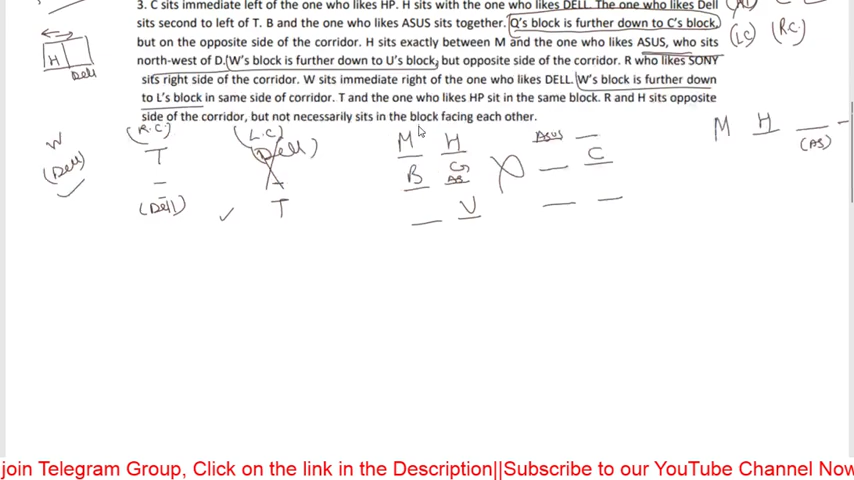 3. C sits immediate left of the one who likes HP. H sits with the one who likes DELL. The one who likes Dell
sits second to left of T. B and the one who likes ASUS sits together. Q's block is further down to C's block,
but on the opposite side of the corridor. H sits exactly between M and the one who likes ASUS, who sits
north-west of D. W's block is further down to U's block, but opposite side of the corridor. R who likes SONY
sits right side of the corridor. W sits immediate right of the one who likes DELL. W's block is further down
to L's block in same side of corridor. T and the one who likes HP sit in the same block. R and H sits opposite
side of the corridor, but not necessarily sits in the block facing each other.
(LC) (R.C)
H
Dell
W
(Dell)
(R.C)
T
(Dell)
(L.C)
(Dell)
T
M H
B AS
V
ASUS
C
M H
(AS)
join Telegram Group, Click on the link in the Description||Subscribe to our YouTube Channel Now